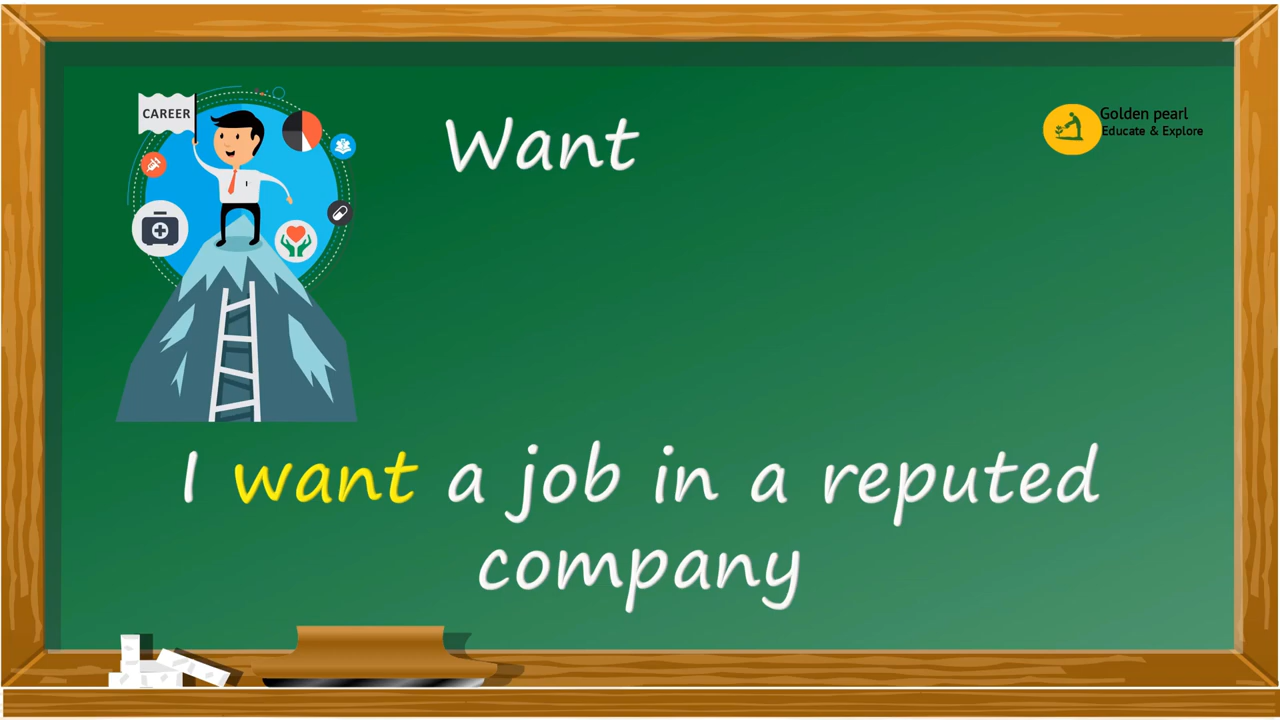 CAREER
Want
Golden pearl
Educate & Explore
I want a job in a reputed
company